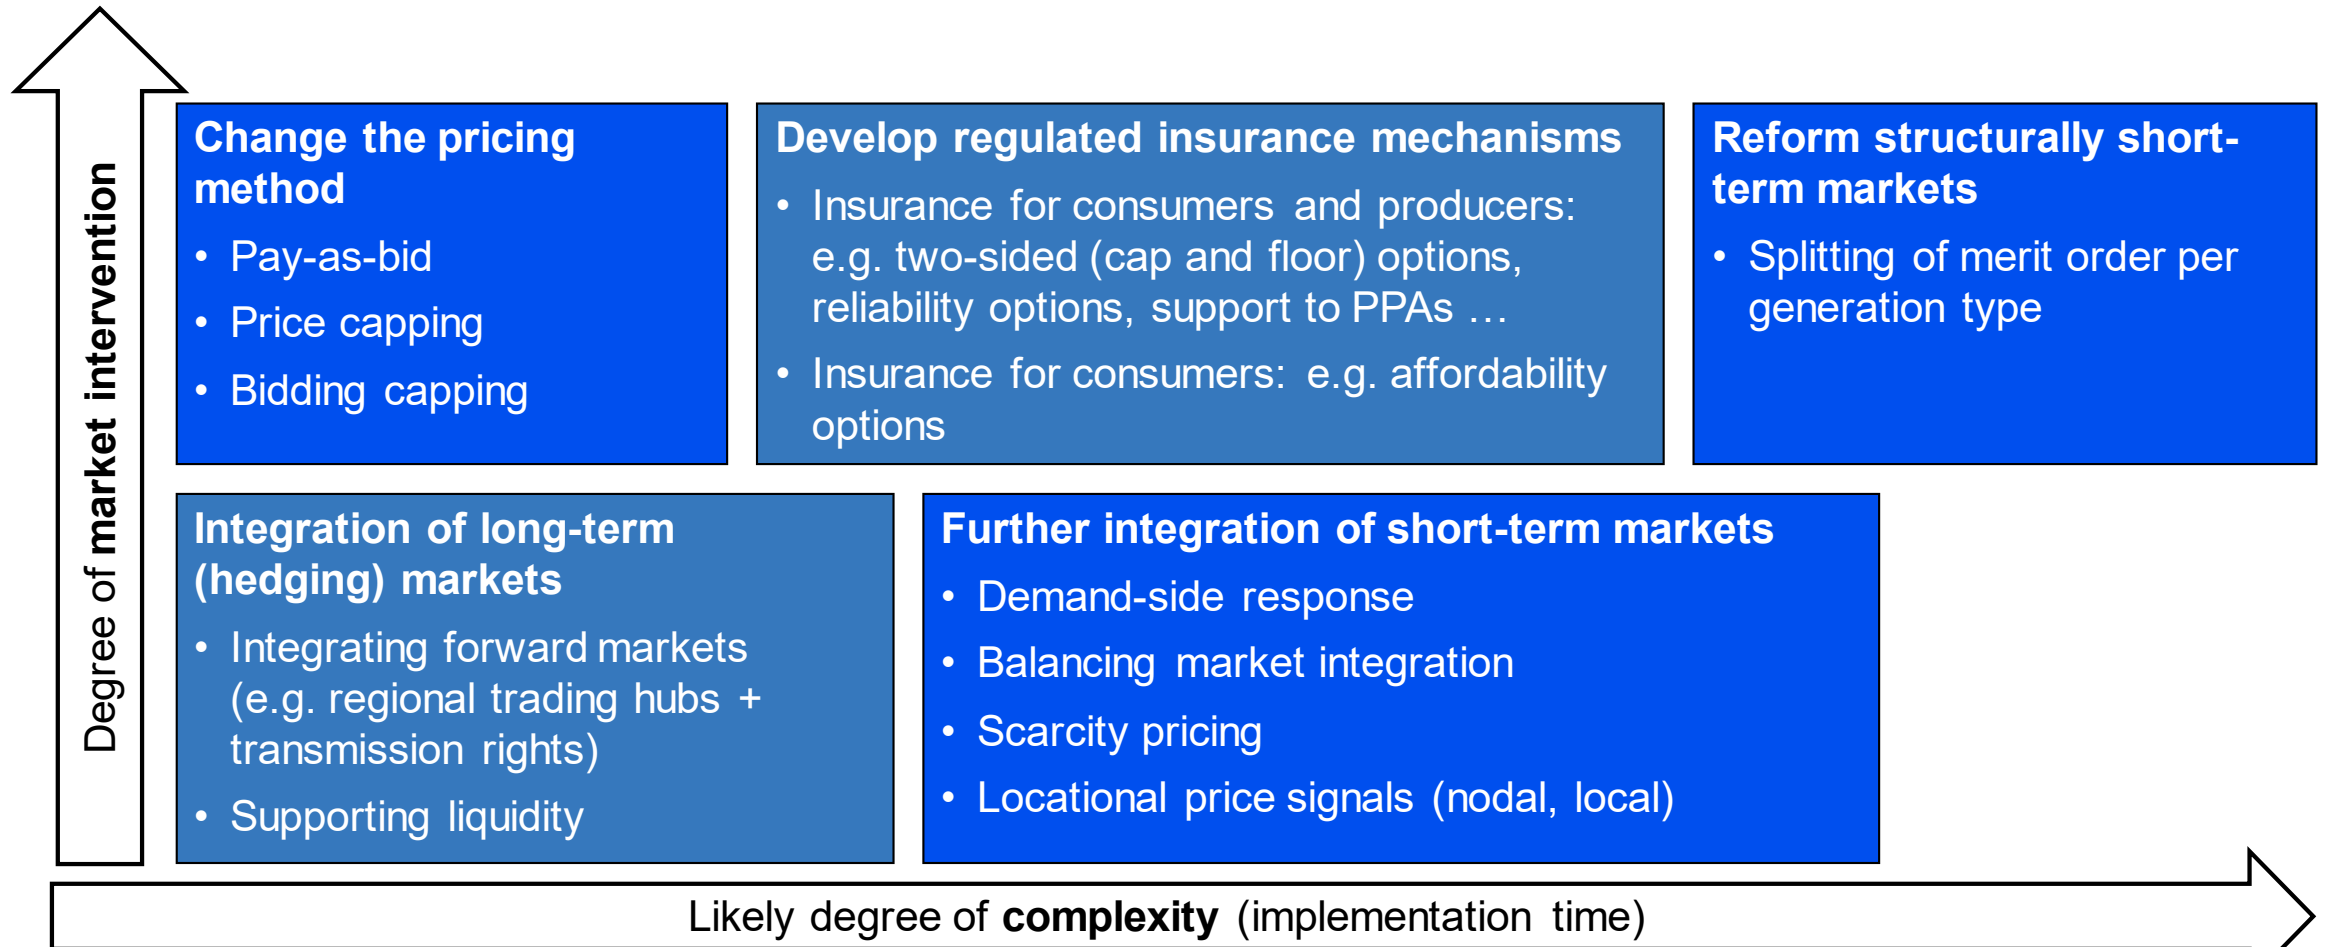 Degree of market intervention
Change the pricing
method
• Pay-as-bid
• Price capping
• Bidding capping
Develop regulated insurance mechanisms
• Insurance for consumers and producers:
e.g. two-sided (cap and floor) options,
reliability options, support to PPAs …
• Insurance for consumers: e.g. affordability
options
Reform structurally short-
term markets
• Splitting of merit order per
generation type
Integration of long-term
(hedging) markets
• Integrating forward markets
(e.g. regional trading hubs +
transmission rights)
• Supporting liquidity
Further integration of short-term markets
• Demand-side response
• Balancing market integration
• Scarcity pricing
• Locational price signals (nodal, local)
Likely degree of complexity (implementation time)